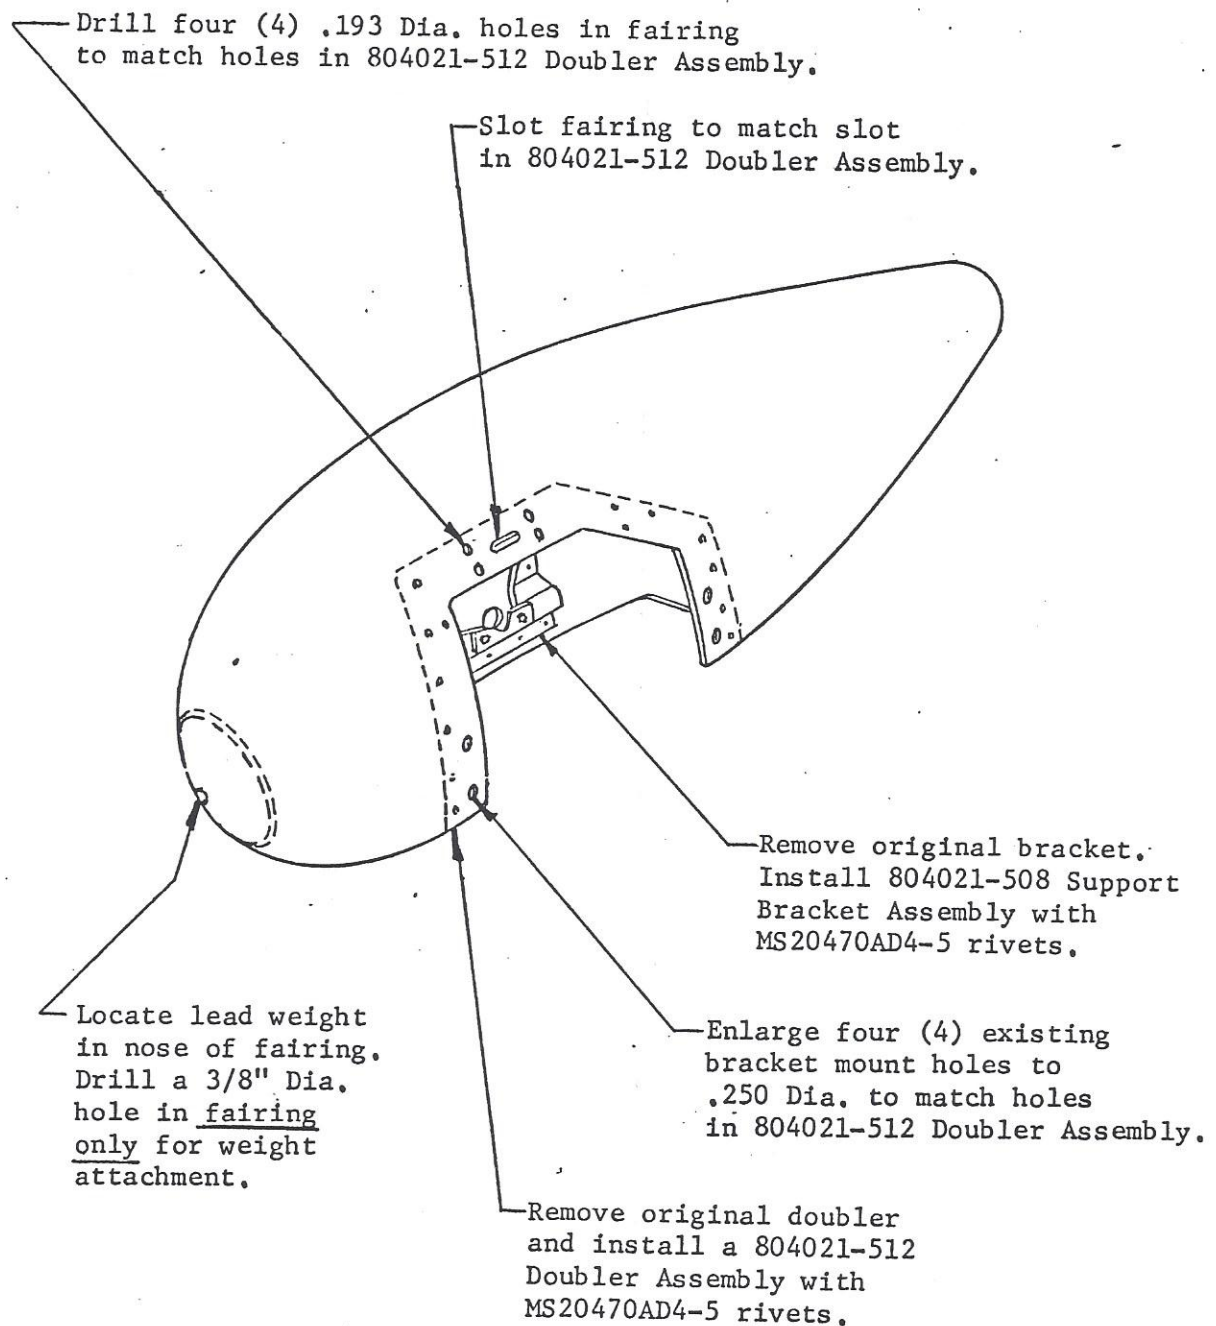 Drill four (4) .193 Dia. holes in fairing
to match holes in 804021-512 Doubler Assembly.
Slot fairing to match slot
in 804021-512 Doubler Assembly.
Remove original bracket.
Install 804021-508 Support
Bracket Assembly with
MS20470AD4-5 rivets.
Locate lead weight
in nose of fairing.
Drill a 3/8" Dia.
hole in fairing
only for weight
attachment.
Enlarge four (4) existing
bracket mount holes to
.250 Dia. to match holes
in 804021-512 Doubler Assembly.
Remove original doubler
and install a 804021-512
Doubler Assembly with
MS20470AD4-5 rivets.